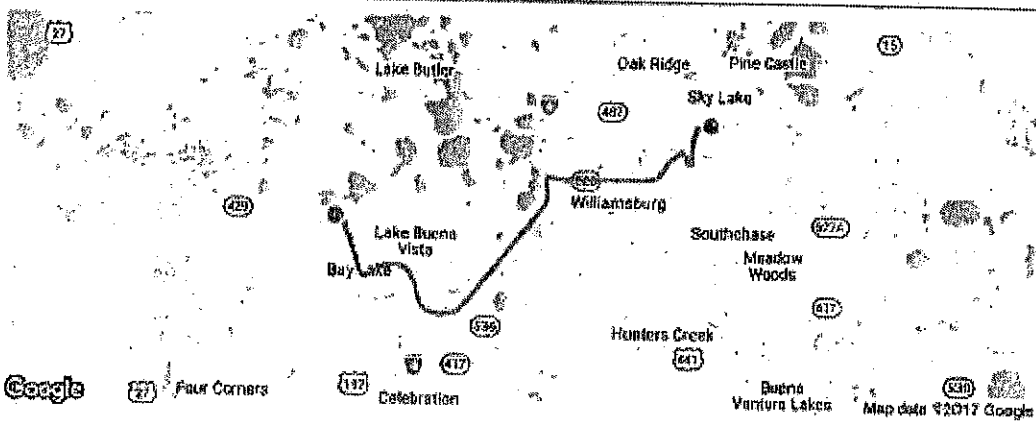 27
15
Lake Butler
Oak Ridge
Pine Castle
Sky Lake
482
429
Williamsburg
Lake Buena
Vista
Bay Lake
Southchase
Meadow
Woods
527A
536
417
Hunters Creek
441
417
Google
27
Four Corners
192
Celebration
Buena
Ventura Lakes
530
Map data ©2017 Google